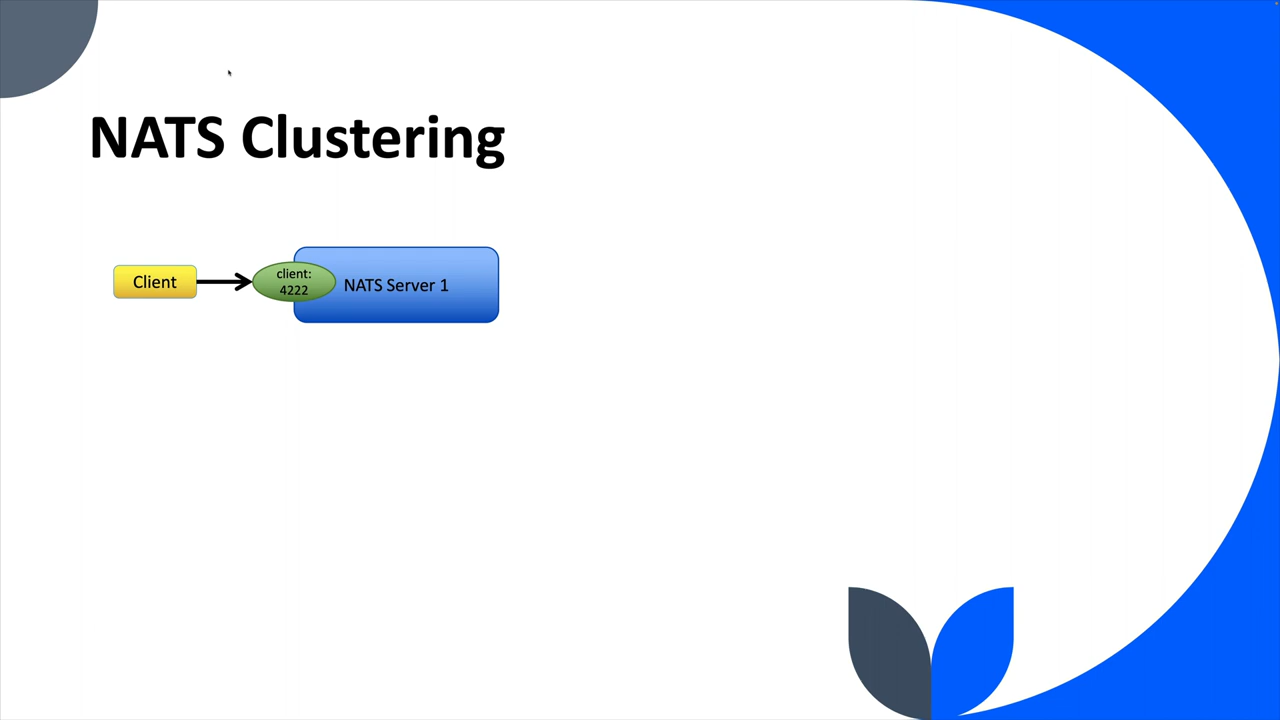 NATS Clustering
Client
client:
4222
NATS Server 1